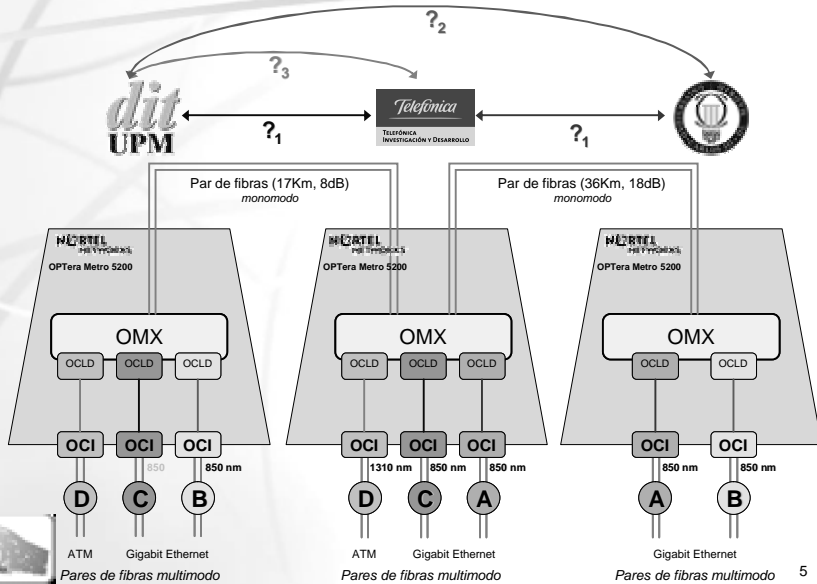 ?2
?3
dit
UPM
Telefónica
TELEFÓNICA
INVESTIGACIÓN Y DESARROLLO
?1
?1
Par de fibras (17Km, 8dB)
monomodo
Par de fibras (36Km, 18dB)
monomodo
NORTEL
NETWORKS
OPTera Metro 5200
NORTEL
NETWORKS
OPTera Metro 5200
NORTEL
NETWORKS
OPTera Metro 5200
OMX
OMX
OMX
OCLD OCLD OCLD
OCLD OCLD OCLD
OCLD OCLD
OCI OCI OCI
OCI OCI OCI
OCI OCI
850 850 nm
1310 nm 850 nm 850 nm
850 nm 850 nm
D C B
D C A
A B
ATM Gigabit Ethernet
ATM Gigabit Ethernet
Gigabit Ethernet
Pares de fibras multimodo
Pares de fibras multimodo
Pares de fibras multimodo
5